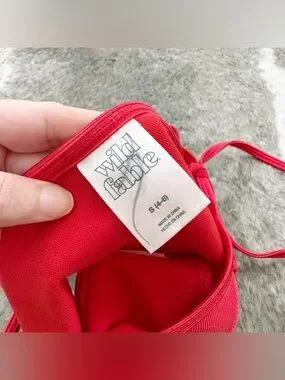 wild
fable
S (4-6)
MADE IN CHINA
HECHO EN CHINA